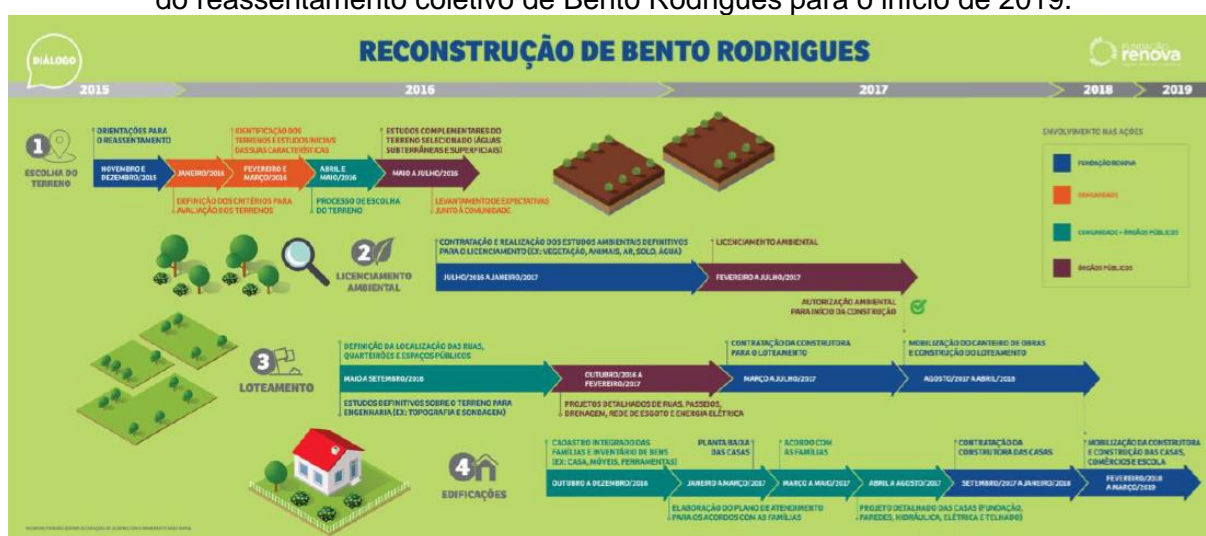 do reassentamento coletivo de Bento Rodrigues para o início de 2019.
DIÁLOGO
RECONSTRUÇÃO DE BENTO RODRIGUES
FUNDAÇÃO
renova
2015
2016
2017
2018
2019
1
ESCOLHA DO
TERRENO
ORIENTAÇÕES PARA
O REASSENTAMENTO
IDENTIFICAÇÃO DOS
TERRENOS E ESTUDOS INICIAIS
DAS SUAS CARACTERÍSTICAS
ESTUDOS COMPLEMENTARES DO
TERRENO SELECIONADO (ÁGUAS
SUBTERRÂNEAS E SUPERFICIAIS)
NOVEMBRO E
DEZEMBRO/2015
JANEIRO/2016
FEVEREIRO E
MARÇO/2016
ABRIL E
MAIO/2016
MAIO A JULHO/2016
DEFINIÇÃO DOS CRITÉRIOS PARA
AVALIAÇÃO DOS TERRENOS
PROCESSO DE ESCOLHA
DO TERRENO
LEVANTAMENTO DE EXPECTATIVAS
JUNTO À COMUNIDADE
ENVOLVIMENTO NAS AÇÕES
FUNDAÇÃO RENOVA
COMUNIDADE
COMUNIDADE + ÓRGÃOS PÚBLICOS
ÓRGÃOS PÚBLICOS
2
LICENCIAMENTO
AMBIENTAL
CONTRATAÇÃO E REALIZAÇÃO DOS ESTUDOS AMBIENTAIS DEFINITIVOS
PARA O LICENCIAMENTO (EX: VEGETAÇÃO, ANIMAIS, AR, SOLO, ÁGUA)
LICENCIAMENTO AMBIENTAL
JULHO/2016 A JANEIRO/2017
FEVEREIRO A JULHO/2017
AUTORIZAÇÃO AMBIENTAL
PARA INÍCIO DA CONSTRUÇÃO
3
LOTEAMENTO
DEFINIÇÃO DA LOCALIZAÇÃO DAS RUAS,
QUARTEIRÕES E ESPAÇOS PÚBLICOS
CONTRATAÇÃO DA CONSTRUTORA
PARA O LOTEAMENTO
MOBILIZAÇÃO DO CANTEIRO DE OBRAS
E CONSTRUÇÃO DO LOTEAMENTO
MAIO A SETEMBRO/2016
OUTUBRO/2016 A
FEVEREIRO/2017
MARÇO A JULHO/2017
AGOSTO/2017 A ABRIL/2018
ESTUDOS DEFINITIVOS SOBRE O TERRENO PARA
ENGENHARIA (EX: TOPOGRAFIA E SONDAGEM)
PROJETOS DETALHADOS DE RUAS, PASSEIOS,
DRENAGEM, REDE DE ESGOTO E ENERGIA ELÉTRICA
4
EDIFICAÇÕES
CADASTRO INTEGRADO DAS
FAMÍLIAS E INVENTÁRIO DE BENS
(EX: CASA, MÓVEIS, FERRAMENTAS)
PLANTA BAIXA
DAS CASAS
ACORDO COM
AS FAMÍLIAS
CONTRATAÇÃO DA
CONSTRUTORA DAS CASAS
MOBILIZAÇÃO DA CONSTRUTORA
E CONSTRUÇÃO DAS CASAS,
COMÉRCIOS E ESCOLA
OUTUBRO A DEZEMBRO/2016
JANEIRO A MARÇO/2017
MARÇO A MAIO/2017
ABRIL A AGOSTO/2017
SETEMBRO/2017 A JANEIRO/2018
FEVEREIRO/2018
A MARÇO/2019
ELABORAÇÃO DO PLANO DE ATENDIMENTO
PARA OS ACORDOS COM AS FAMÍLIAS
PROJETO DETALHADO DAS CASAS (FUNDAÇÃO,
PAREDES, HIDRÁULICA, ELÉTRICA E TELHADO)